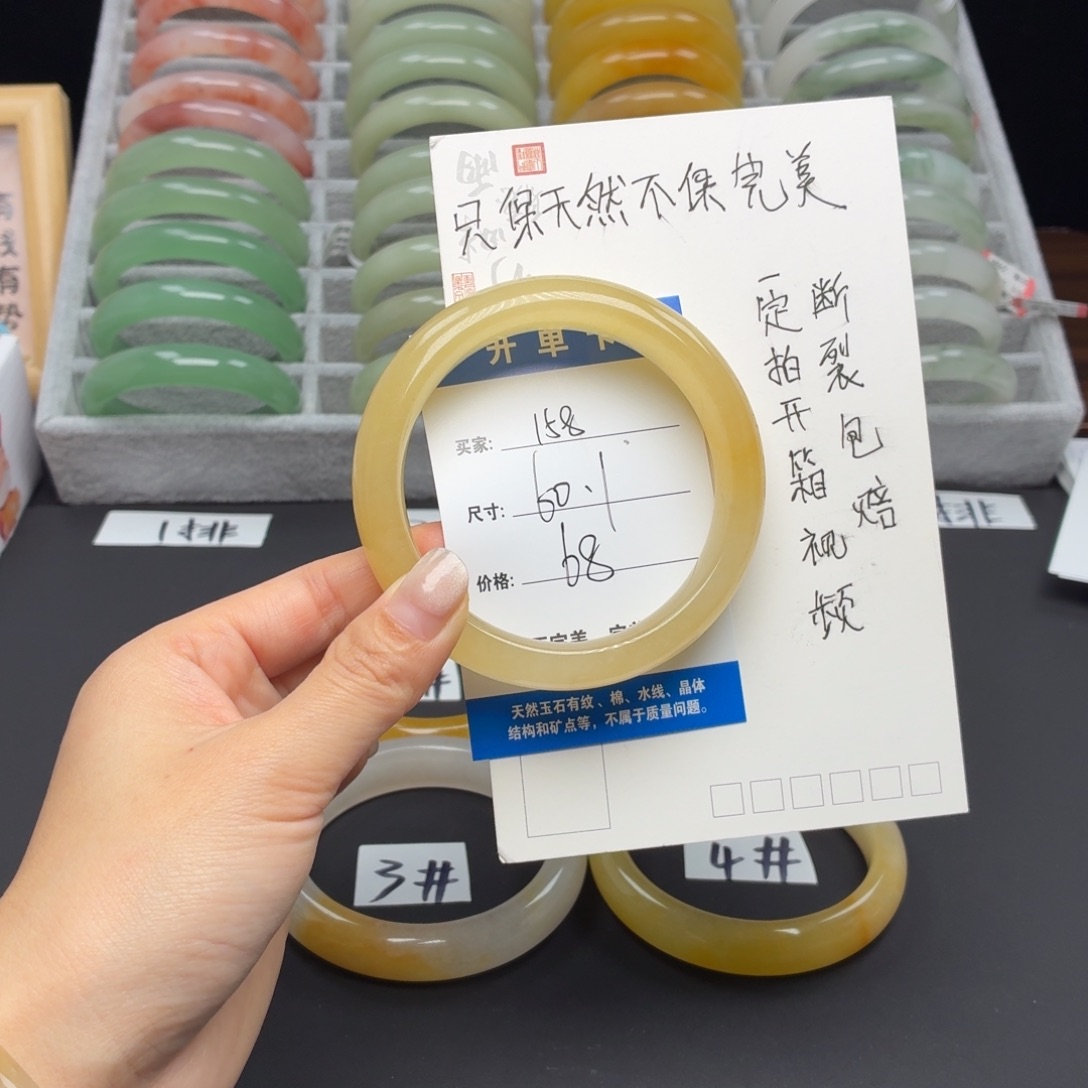 只保天然不保完美
断裂包赔
一定拍开箱视频
开单卡
买家: 158
尺寸: 60.1
价格: 68
天然玉石有纹、棉、水线、晶体
结构和矿点等，不属于质量问题。
1排
3#
4#